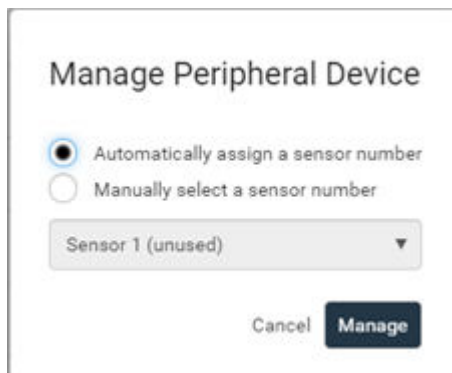 Manage Peripheral Device
Automatically assign a sensor number
Manually select a sensor number
Sensor 1 (unused)
Cancel Manage